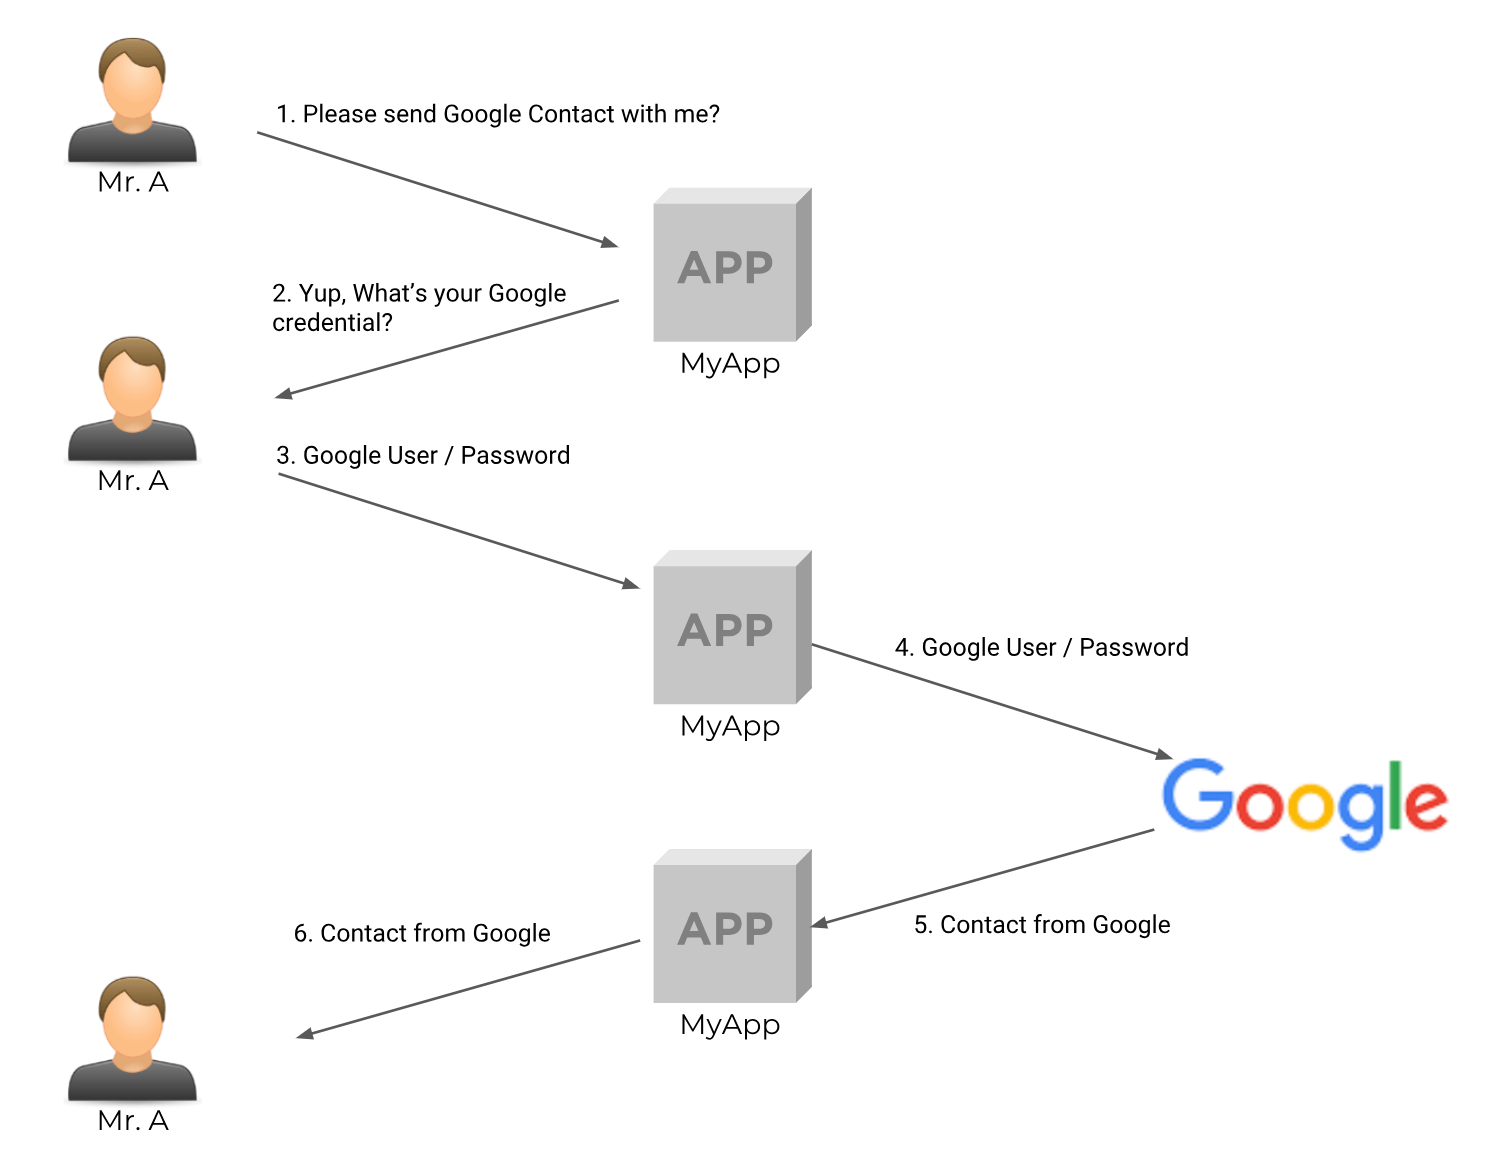 1. Please send Google Contact with me?
Mr. A
APP
MyApp
2. Yup, What's your Google
credential?
Mr. A
3. Google User / Password
APP
MyApp
4. Google User / Password
Google
5. Contact from Google
APP
MyApp
6. Contact from Google
Mr. A